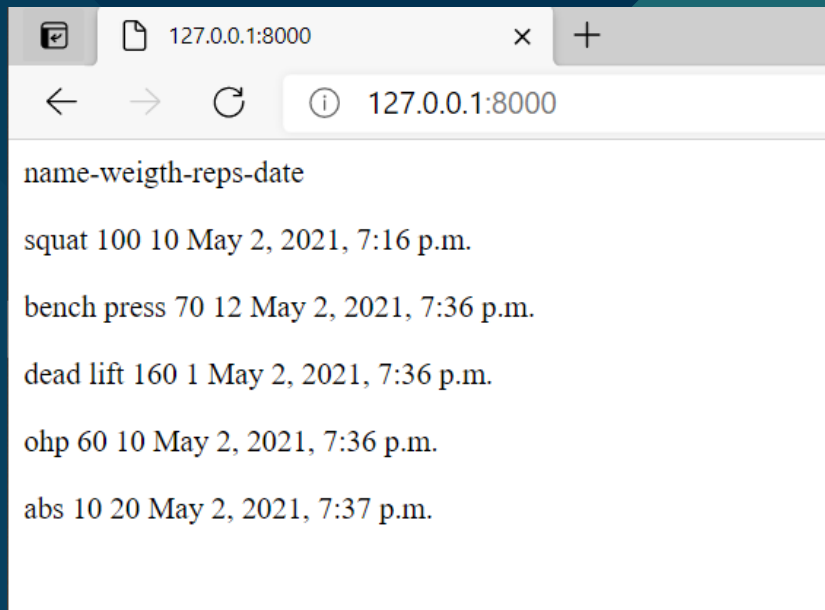 127.0.0.1:8000
127.0.0.1:8000
name-weigth-reps-date
squat 100 10 May 2, 2021, 7:16 p.m.
bench press 70 12 May 2, 2021, 7:36 p.m.
dead lift 160 1 May 2, 2021, 7:36 p.m.
ohp 60 10 May 2, 2021, 7:36 p.m.
abs 10 20 May 2, 2021, 7:37 p.m.